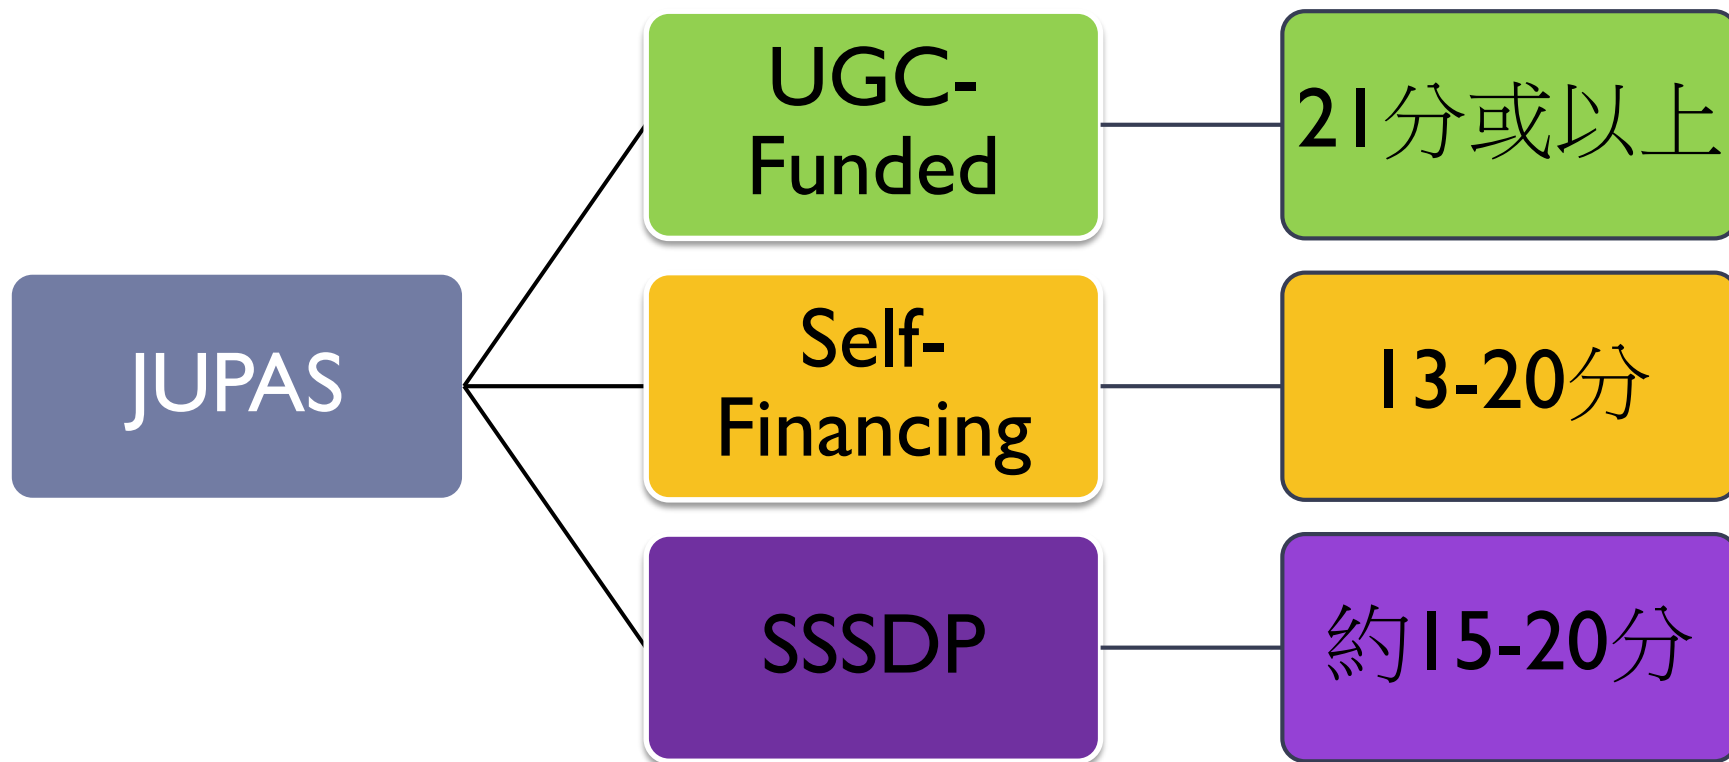 JUPAS
UGC-
Funded
21分或以上
Self-
Financing
13-20分
SSSDP
約15-20分